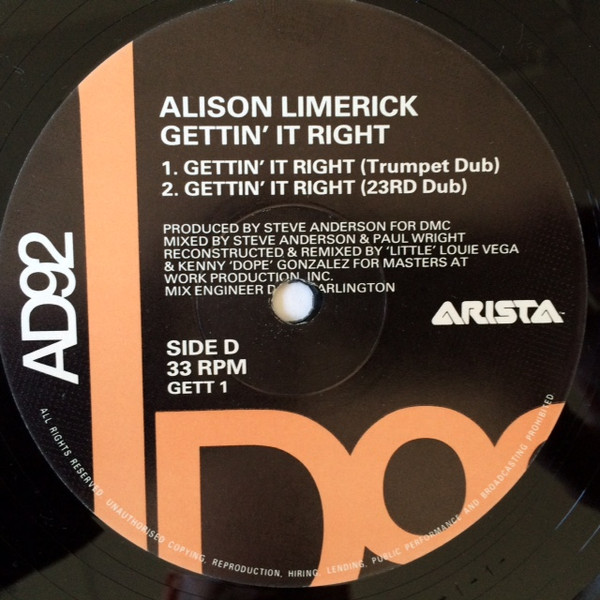 ALISON LIMERICK
GETTIN' IT RIGHT
1. GETTIN' IT RIGHT (Trumpet Dub)
2. GETTIN' IT RIGHT (23RD Dub)
PRODUCED BY STEVE ANDERSON FOR DMC
MIXED BY STEVE ANDERSON & PAUL WRIGHT
RECONSTRUCTED & REMIXED BY 'LITTLE' LOUIE VEGA
& KENNY 'DOPE' GONZALEZ FOR MASTERS AT
WORK PRODUCTION, INC.
MIX ENGINEER ARLINGTON
ARISTA
AD92
SIDE D
33 RPM
GETT 1
ALL RIGHTS RESERVED UNAUTHORISED COPYING, REPRODUCTION, HIRING, LENDING, PUBLIC PERFORMANCE AND BROADCASTING PROHIBITED